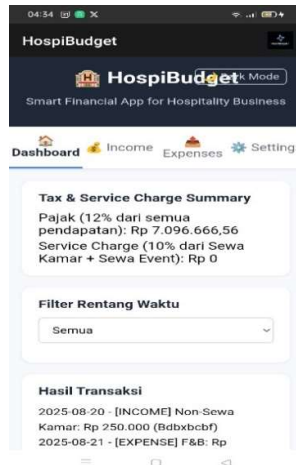 04:34
HospiBudget
HospiBudget
Dark Mode
Smart Financial App for Hospitality Business
Dashboard
Income
Expenses
Setting
Tax & Service Charge Summary
Pajak (12% dari semua
pendapatan): Rp 7.096.666,56
Service Charge (10% dari Sewa
Kamar + Sewa Event): Rp 0
Filter Rentang Waktu
Semua
Hasil Transaksi
2025-08-20 - [INCOME] Non-Sewa
Kamar: Rp 250.000 (Bdbxbcbf)
2025-08-21 - [EXPENSE] F&B: Rp